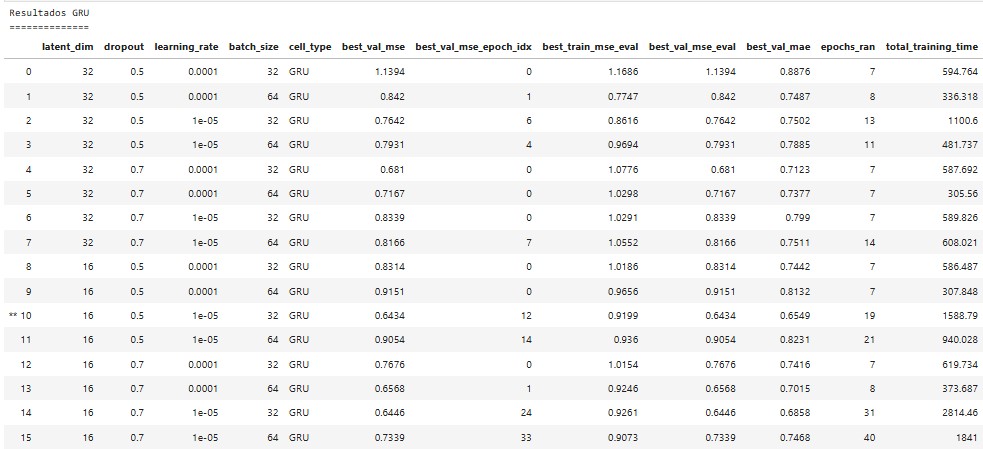 Resultados GRU
==============
latent_dim dropout learning_rate batch_size cell_type best_val_mse best_val_mse_epoch_idx best_train_mse_eval best_val_mse_eval best_val_mae epochs_ran total_training_time
0 32 0.5 0.0001 32 GRU 1.1394 0 1.1686 1.1394 0.8876 7 594.764
1 32 0.5 0.0001 64 GRU 0.842 1 0.7747 0.842 0.7487 8 336.318
2 32 0.5 1e-05 32 GRU 0.7642 6 0.8616 0.7642 0.7502 13 1100.6
3 32 0.5 1e-05 64 GRU 0.7931 4 0.9694 0.7931 0.7885 11 481.737
4 32 0.7 0.0001 32 GRU 0.681 0 1.0776 0.681 0.7123 7 587.692
5 32 0.7 0.0001 64 GRU 0.7167 0 1.0298 0.7167 0.7377 7 305.56
6 32 0.7 1e-05 32 GRU 0.8339 0 1.0291 0.8339 0.799 7 589.826
7 32 0.7 1e-05 64 GRU 0.8166 7 1.0552 0.8166 0.7511 14 608.021
8 16 0.5 0.0001 32 GRU 0.8314 0 1.0186 0.8314 0.7442 7 586.487
9 16 0.5 0.0001 64 GRU 0.9151 0 0.9656 0.9151 0.8132 7 307.848
** 10 16 0.5 1e-05 32 GRU 0.6434 12 0.9199 0.6434 0.6549 19 1588.79
11 16 0.5 1e-05 64 GRU 0.9054 14 0.936 0.9054 0.8231 21 940.028
12 16 0.7 0.0001 32 GRU 0.7676 0 1.0154 0.7676 0.7416 7 619.734
13 16 0.7 0.0001 64 GRU 0.6568 1 0.9246 0.6568 0.7015 8 373.687
14 16 0.7 1e-05 32 GRU 0.6446 24 0.9261 0.6446 0.6858 31 2814.46
15 16 0.7 1e-05 64 GRU 0.7339 33 0.9073 0.7339 0.7468 40 1841